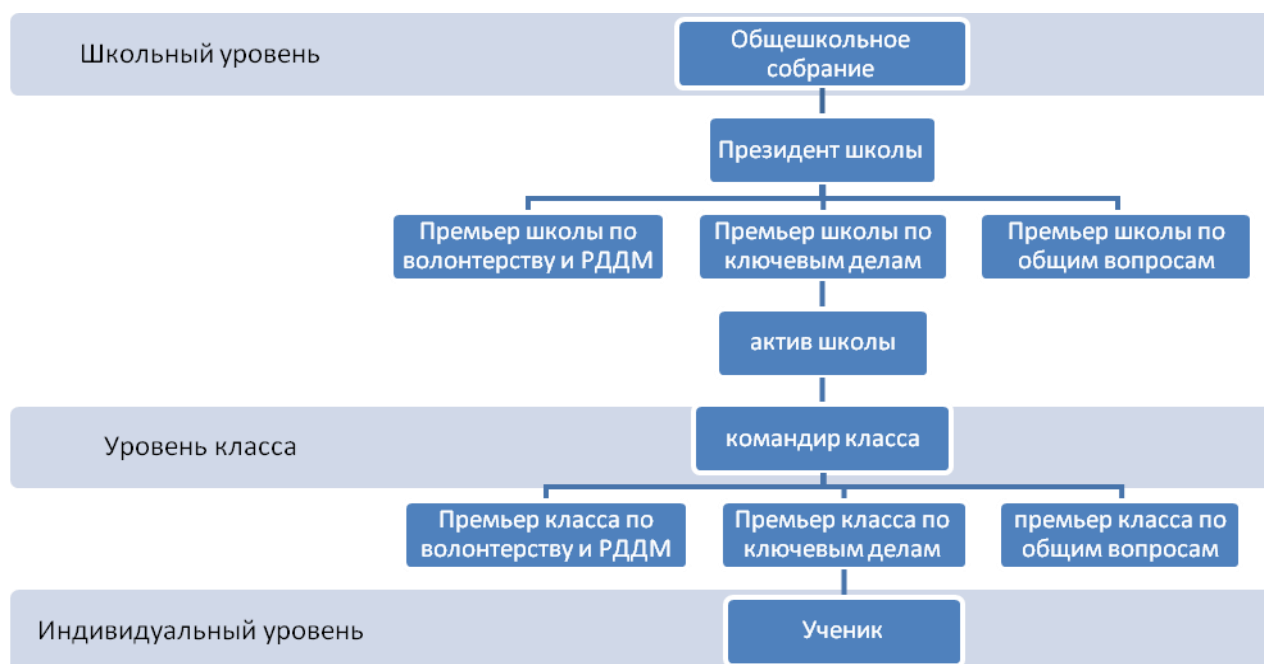 Школьный уровень
Общешкольное
собрание
Президент школы
Премьер школы по
волонтерству и РДДМ
Премьер школы по
ключевым делам
Премьер школы по
общим вопросам
актив школы
Уровень класса
командир класса
Премьер класса по
волонтерству и РДДМ
Премьер класса по
ключевым делам
премьер класса по
общим вопросам
Индивидуальный уровень
Ученик